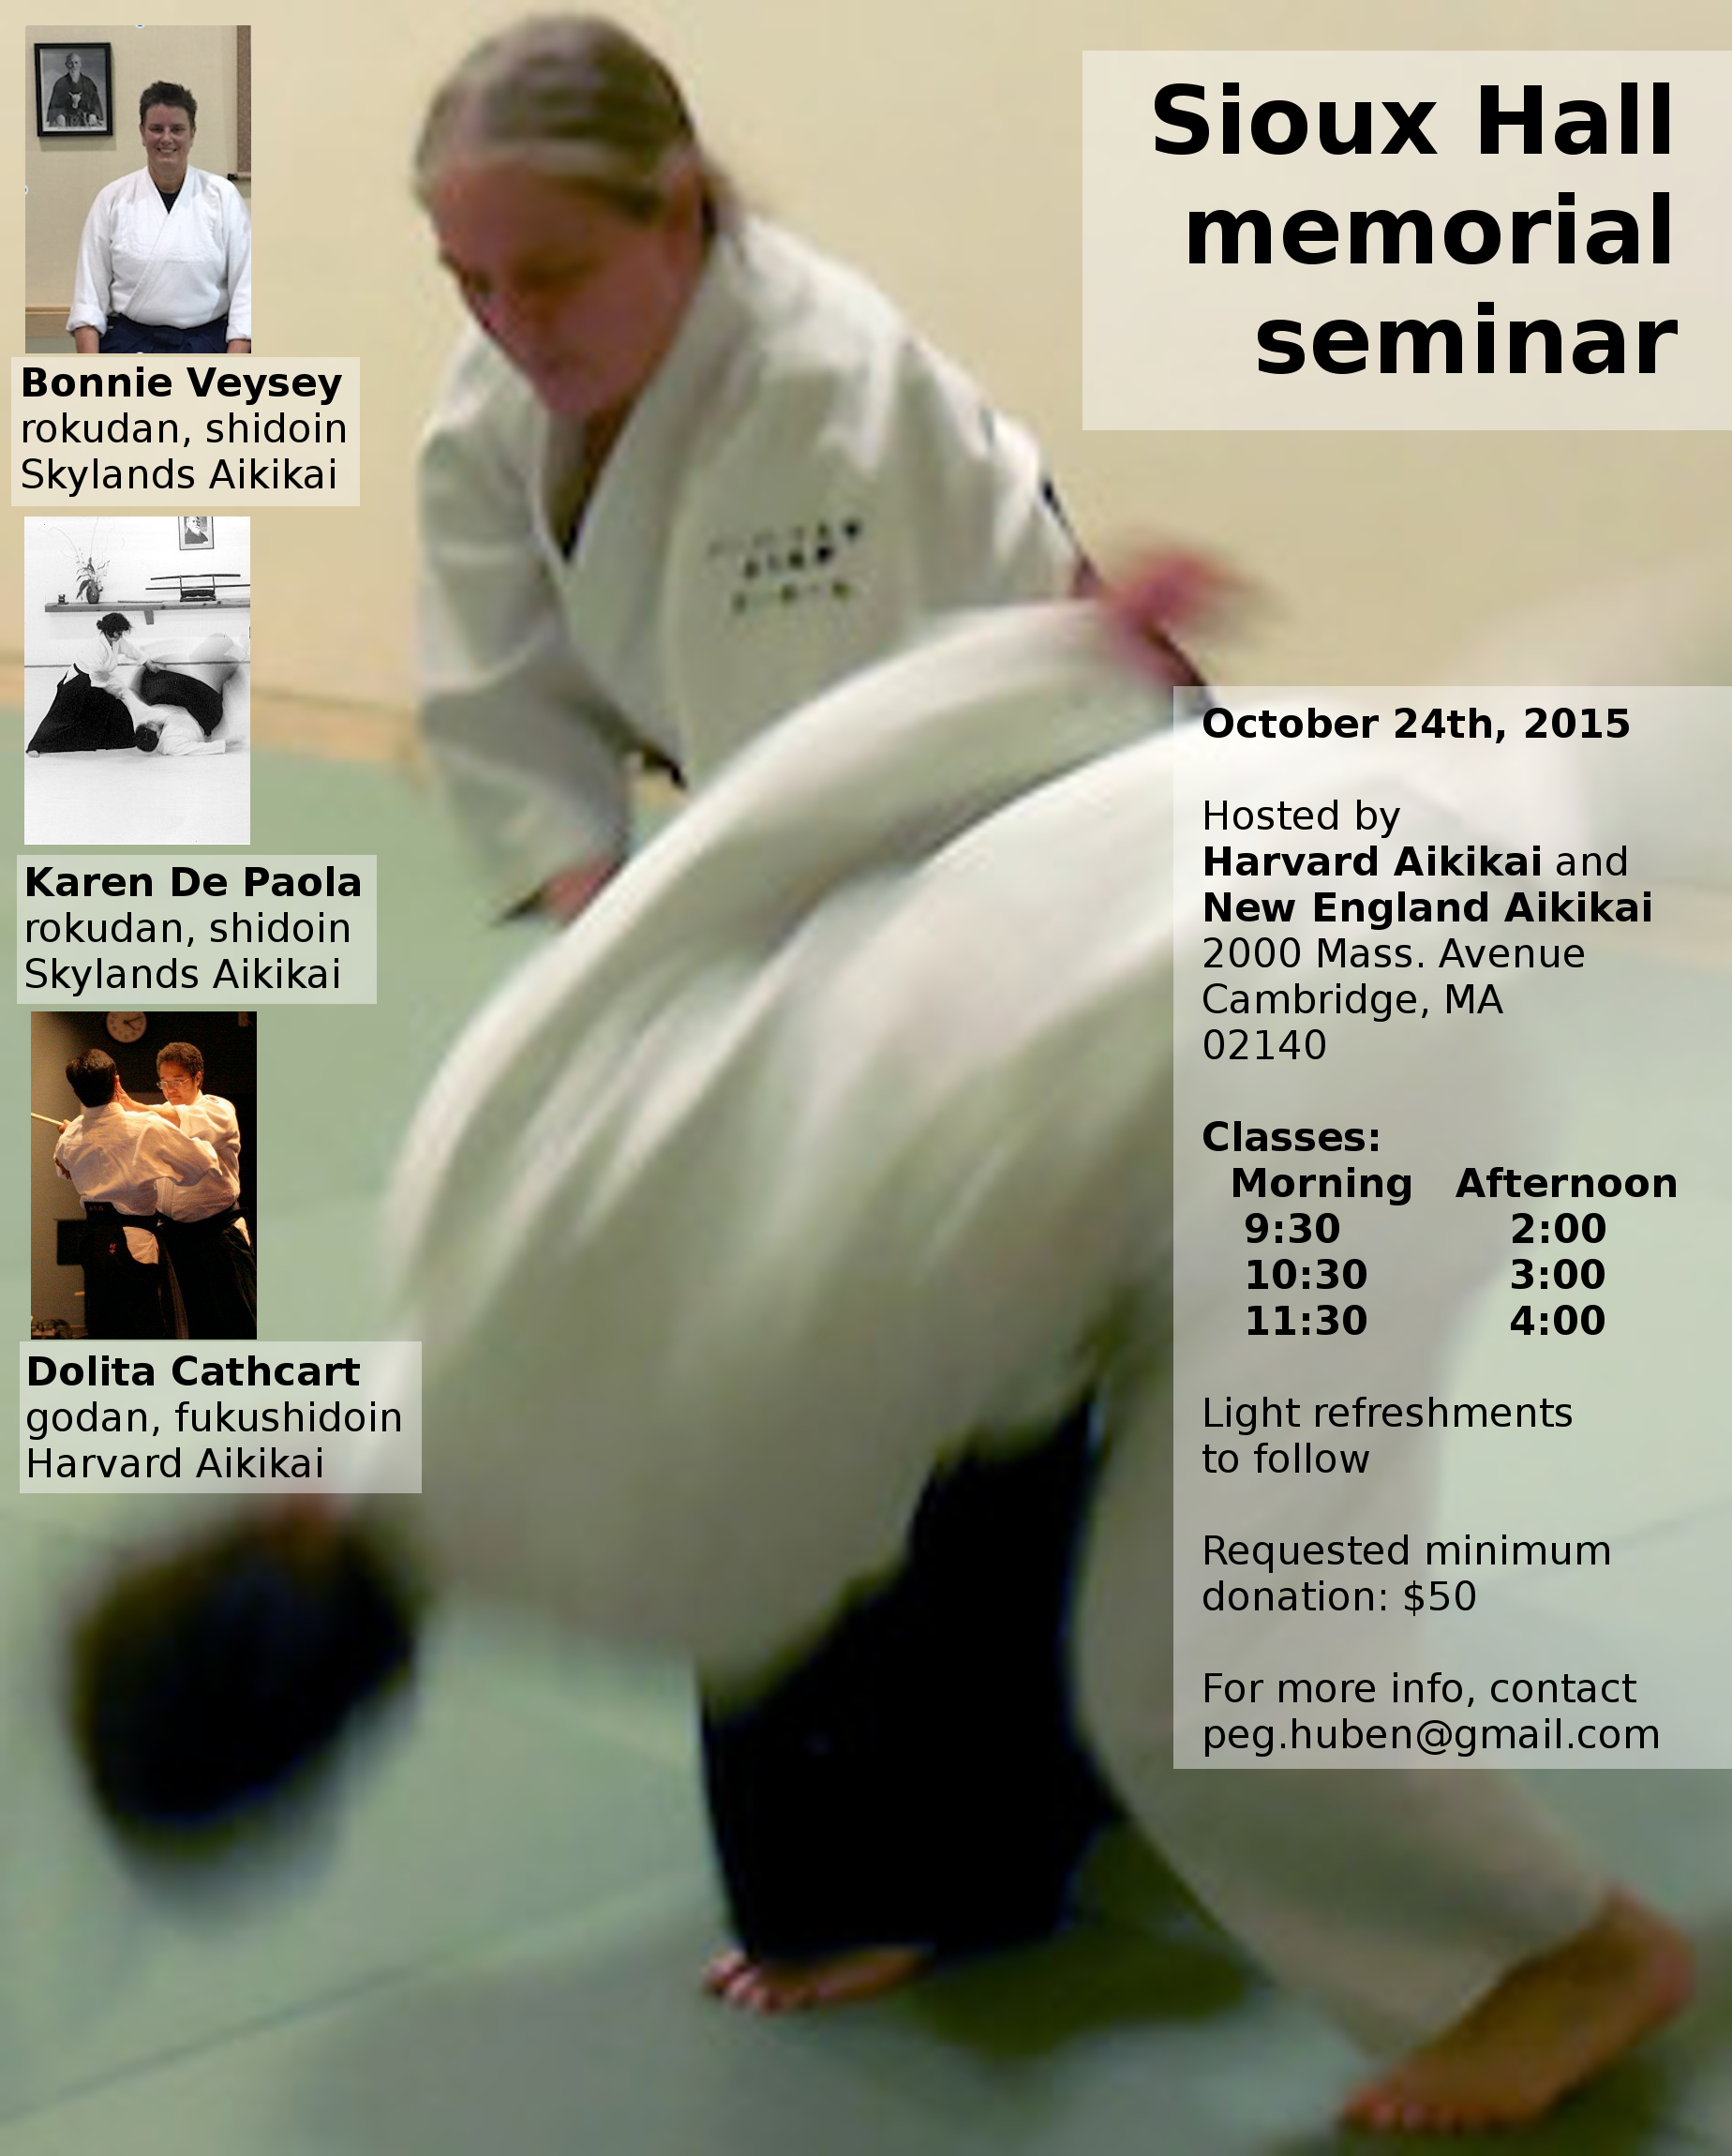 Sioux Hall
memorial
seminar
Bonnie Veysey
rokudan, shidoin
Skylands Aikikai
Karen De Paola
rokudan, shidoin
Skylands Aikikai
Dolita Cathcart
godan, fukushidoin
Harvard Aikikai
October 24th, 2015
Hosted by
Harvard Aikikai and
New England Aikikai
2000 Mass. Avenue
Cambridge, MA
02140
Classes:
Morning Afternoon
9:30 2:00
10:30 3:00
11:30 4:00
Light refreshments
to follow
Requested minimum
donation: $50
For more info, contact
peg.huben@gmail.com